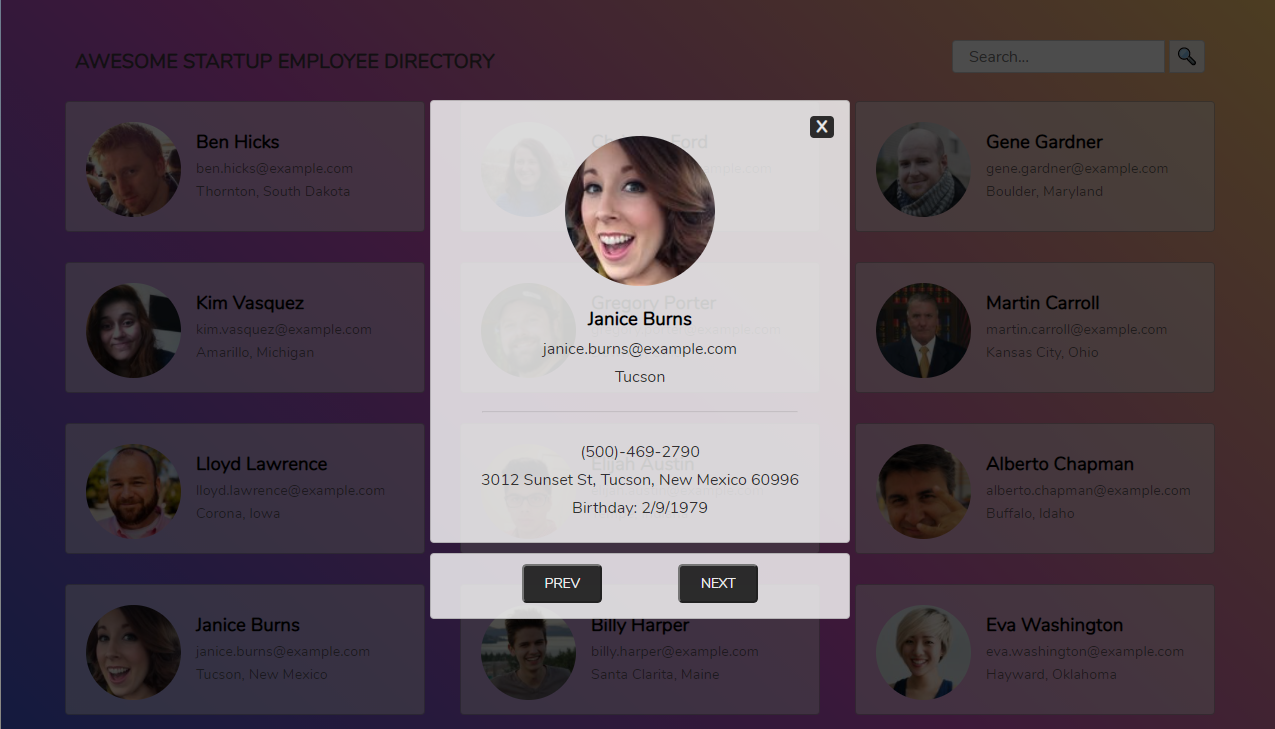 AWESOME STARTUP EMPLOYEE DIRECTORY
Search...
Ben Hicks
ben.hicks@example.com
Thornton, South Dakota
Ford
Gene Gardner
gene.gardner@example.com
Boulder, Maryland
X
Kim Vasquez
kim.vasquez@example.com
Amarillo, Michigan
Gregory Porter
Martin Carroll
martin.carroll@example.com
Kansas City, Ohio
Janice Burns
janice.burns@example.com
Tucson
(500)-469-2790
3012 Sunset St, Tucson, New Mexico 60996
Birthday: 2/9/1979
Lloyd Lawrence
lloyd.lawrence@example.com
Corona, Iowa
Elijah Austin
Alberto Chapman
alberto.chapman@example.com
Buffalo, Idaho
PREV
NEXT
Janice Burns
janice.burns@example.com
Tucson, New Mexico
Billy Harper
billy.harper@example.com
Santa Clarita, Maine
Eva Washington
eva.washington@example.com
Hayward, Oklahoma